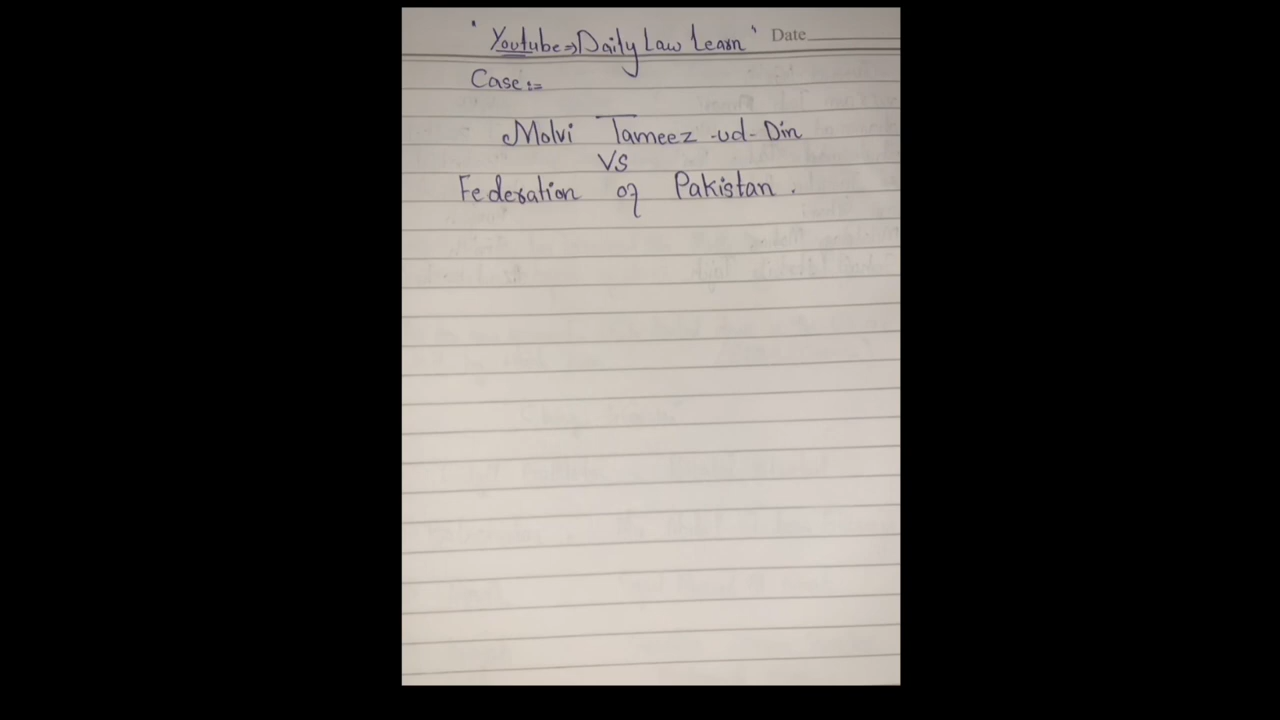 " Youtube⇒Daily Law Learn " Date
Case:-
Molvi Tameez-ud-Din
VS
Federation of Pakistan.